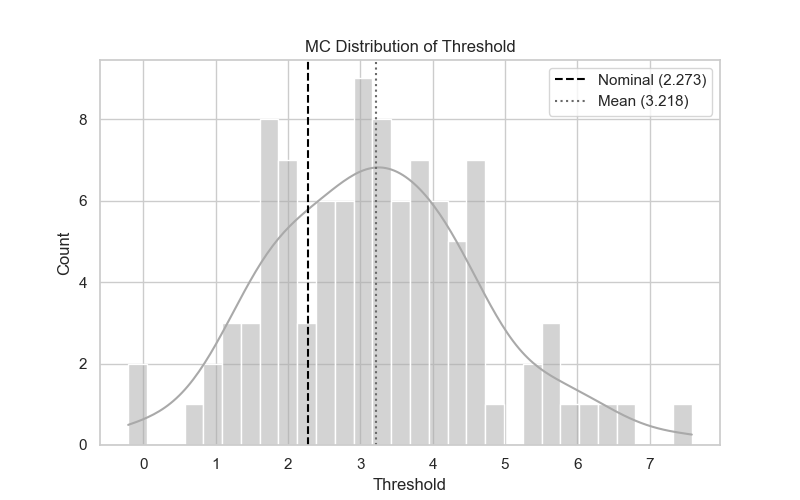 MC Distribution of Threshold
Nominal (2.273)
Mean (3.218)
Count
8
6
4
2
0
0 1 2 3 4 5 6 7
Threshold